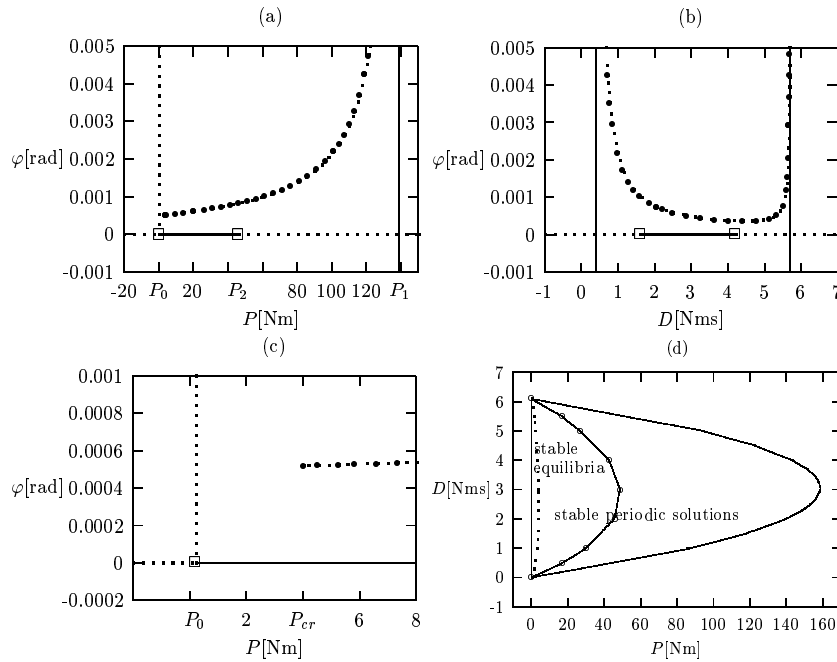 (a)
0.005
0.004
0.003
0.002
0.001
0
-0.001
φ[rad]
-20 P0 20 P2 80 100 120 P1
P[Nm]
(b)
0.005
0.004
0.003
0.002
0.001
0
-0.001
φ[rad]
-1 0 1 2 3 4 5 6 7
D[Nms]
(c)
0.001
0.0008
0.0006
0.0004
0.0002
0
-0.0002
φ[rad]
P0 2 Pcr 6 8
P[Nm]
(d)
7
6
5
4
3
2
1
0
-1
D[Nms]
stable
equilibria
stable periodic solutions
0 20 40 60 80 100 120 140 160
P[Nm]